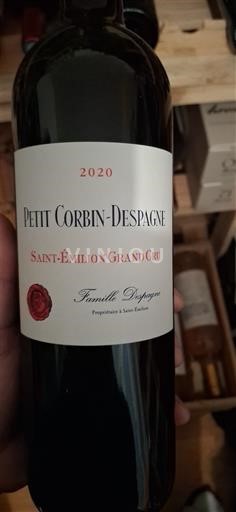 2020
PETIT CORBIN-DESPAGNE
SAINT-ÉMILION GRAND CRU
VINIOU
Famille Despagne
Propriétaire à Saint-Émilion